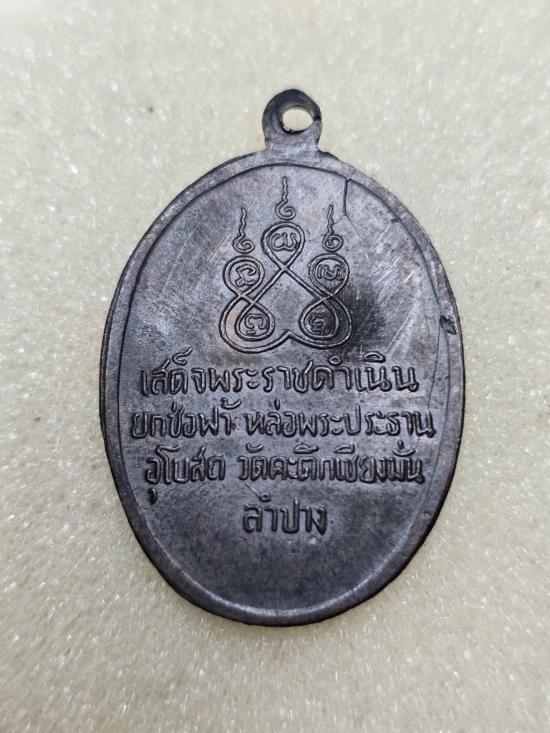 เสด็จพระราชดำเนิน
ยกช่อฟ้า หล่อพระประธาน
อุโบสถ วัดคะตึกเชียงมั่น
ลำปาง